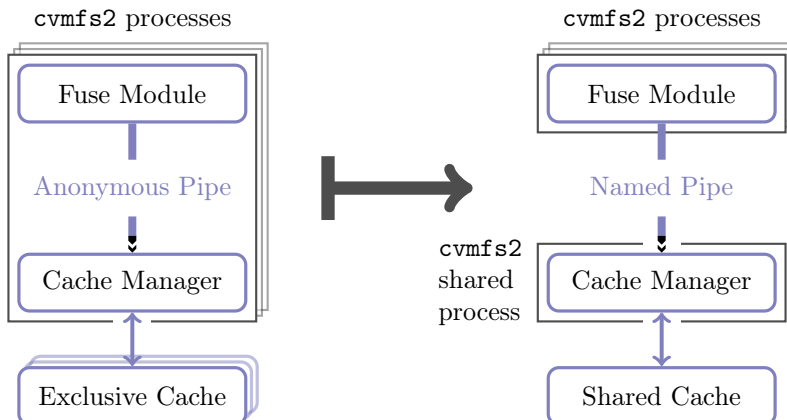 cvmfs2 processes
Fuse Module
Anonymous Pipe
Cache Manager
Exclusive Cache
cvmfs2 processes
Fuse Module
Named Pipe
cvmfs2
shared
process
Cache Manager
Shared Cache